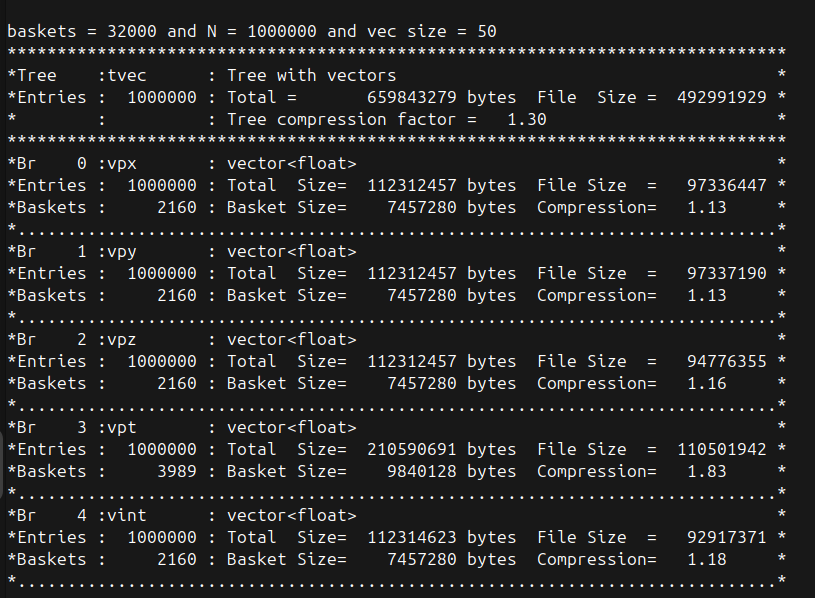 baskets = 32000 and N = 1000000 and vec size = 50
******************************************************************************
*Tree    :tvec      : Tree with vectors                                      *
*Entries :  1000000 : Total =       659843279 bytes  File  Size =  492991929 *
*        :          : Tree compression factor =   1.30                       *
******************************************************************************
*Br    0 :vpx       : vector<float>                                          *
*Entries :  1000000 : Total  Size=  112312457 bytes  File Size  =   97336447 *
*Baskets :     2160 : Basket Size=    7457280 bytes  Compression=   1.13     *
*............................................................................*
*Br    1 :vpy       : vector<float>                                          *
*Entries :  1000000 : Total  Size=  112312457 bytes  File Size  =   97337190 *
*Baskets :     2160 : Basket Size=    7457280 bytes  Compression=   1.13     *
*............................................................................*
*Br    2 :vpz       : vector<float>                                          *
*Entries :  1000000 : Total  Size=  112312457 bytes  File Size  =   94776355 *
*Baskets :     2160 : Basket Size=    7457280 bytes  Compression=   1.16     *
*............................................................................*
*Br    3 :vpt       : vector<float>                                          *
*Entries :  1000000 : Total  Size=  210590691 bytes  File Size  =  110501942 *
*Baskets :     3989 : Basket Size=    9840128 bytes  Compression=   1.83     *
*............................................................................*
*Br    4 :vint      : vector<float>                                          *
*Entries :  1000000 : Total  Size=  112314623 bytes  File Size  =   92917371 *
*Baskets :     2160 : Basket Size=    7457280 bytes  Compression=   1.18     *
*............................................................................*